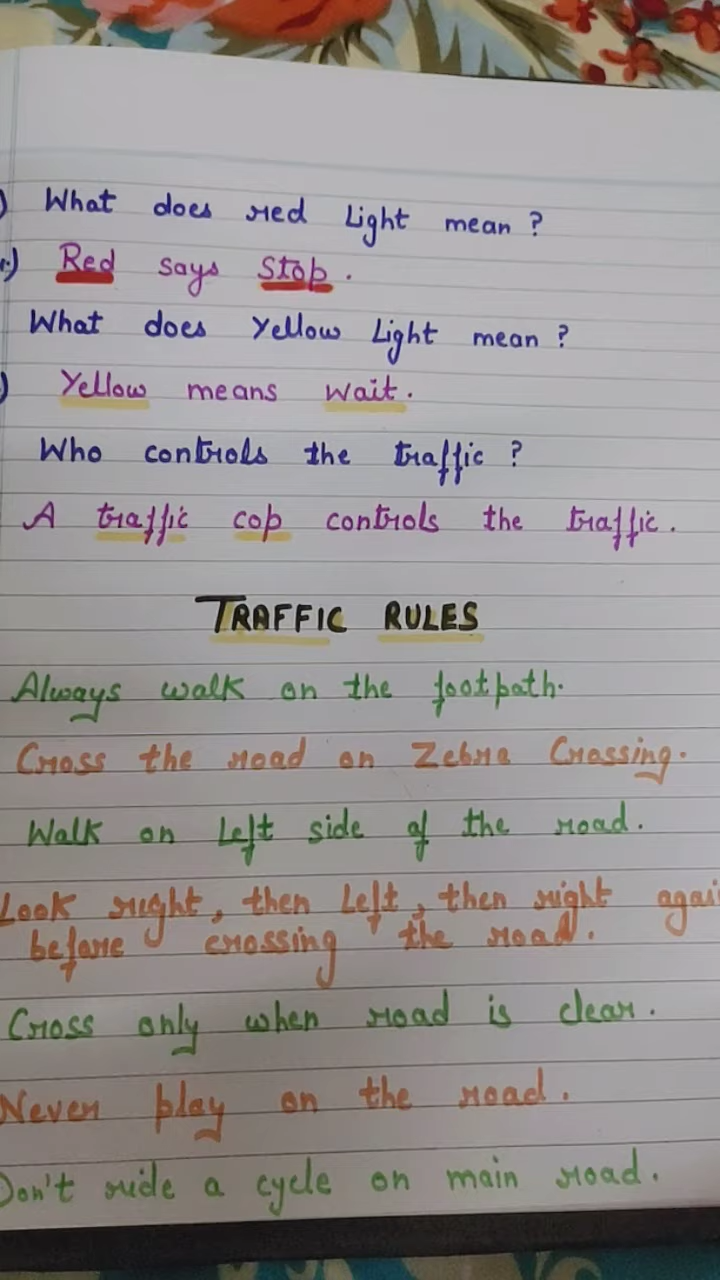 What does red Light mean ?
Red says Stop.
What does Yellow Light mean ?
Yellow means wait.
Who controls the traffic ?
A traffic cop controls the traffic.
TRAFFIC RULES
Always walk on the footpath.
Cross the road on Zebra Crossing.
Walk on Left side of the road.
Look right, then Left, then right agai
before crossing the road.
Cross only when road is clear.
Never play on the road.
Don't ride a cycle on main road.